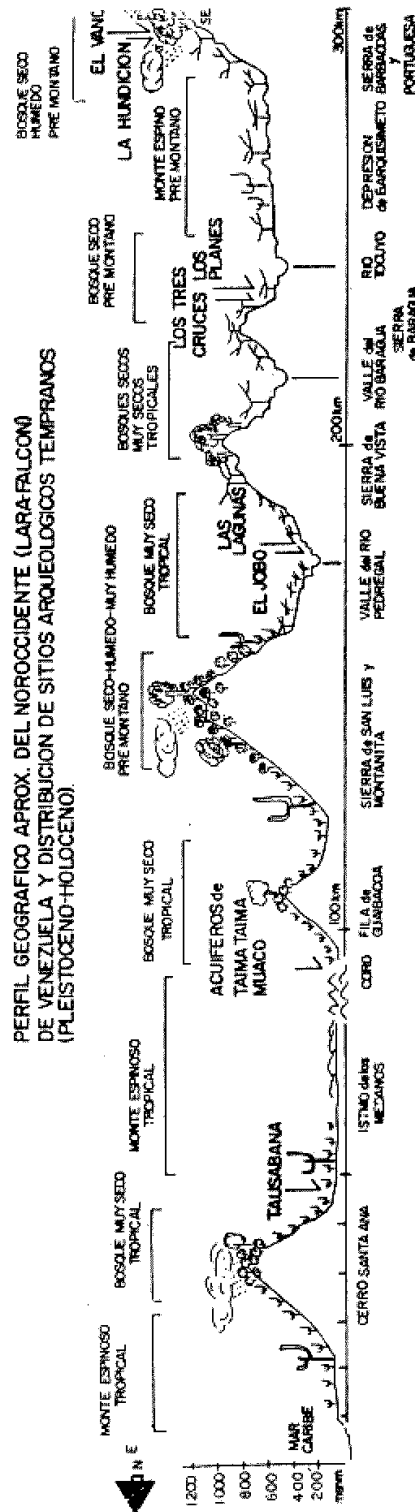 PERFIL GEOGRAFICO APROX. DEL NOROCCIDENTE (LARA-FALCON)
DE VENEZUELA Y DISTRIBUCION DE SITIOS ARQUEOLOGICOS TEMPRANOS
(PLEISTOCENO-HOLOCENO).
MONTE ESPINOSO
TROPICAL
BOSQUE MUY SECO
TROPICAL
MONTE ESPINOSO
TROPICAL
BOSQUE MUY SECO
TROPICAL
BOSQUE SECO-HUMEDO-MUY HUMEDO
PRE MONTANO
BOSQUE MUY SECO
TROPICAL
BOSQUES SECOS
MUY SECOS
TROPICALES
BOSQUE SECO
PRE MONTANO
MONTE ESPINO
PRE MONTANO
BOSQUE SECO
HUMEDO
PRE MONTANO
N E
1200
1000
800
600
400
200
msnm
MAR
CARIBE
TAUSABANA
ACUIFEROS de
TAIMA TAIMA
MUACO
EL JOBO
LAS
LAGUNAS
LOS TRES
CRUCES
LOS
PLANES
LA HUNDICION
EL VANO
SE.
100km
200km
300km
CERRO SANTA ANA
ISTMO de los
MEDANOS
CORO
FILA de
GUAIBACOA
SIERRA de SAN LUIS y
MONTAÑITA
VALLE del RIO
PEDREGAL
SIERRA de
BUENA VISTA
VALLE del
RIO BARAGUA
SIERRA
de BARAGUA
RIO
TOCUYO
DEPRESION
de BARQUISIMETO
SIERRA de
BARBACOAS
y
PORTUGUESA